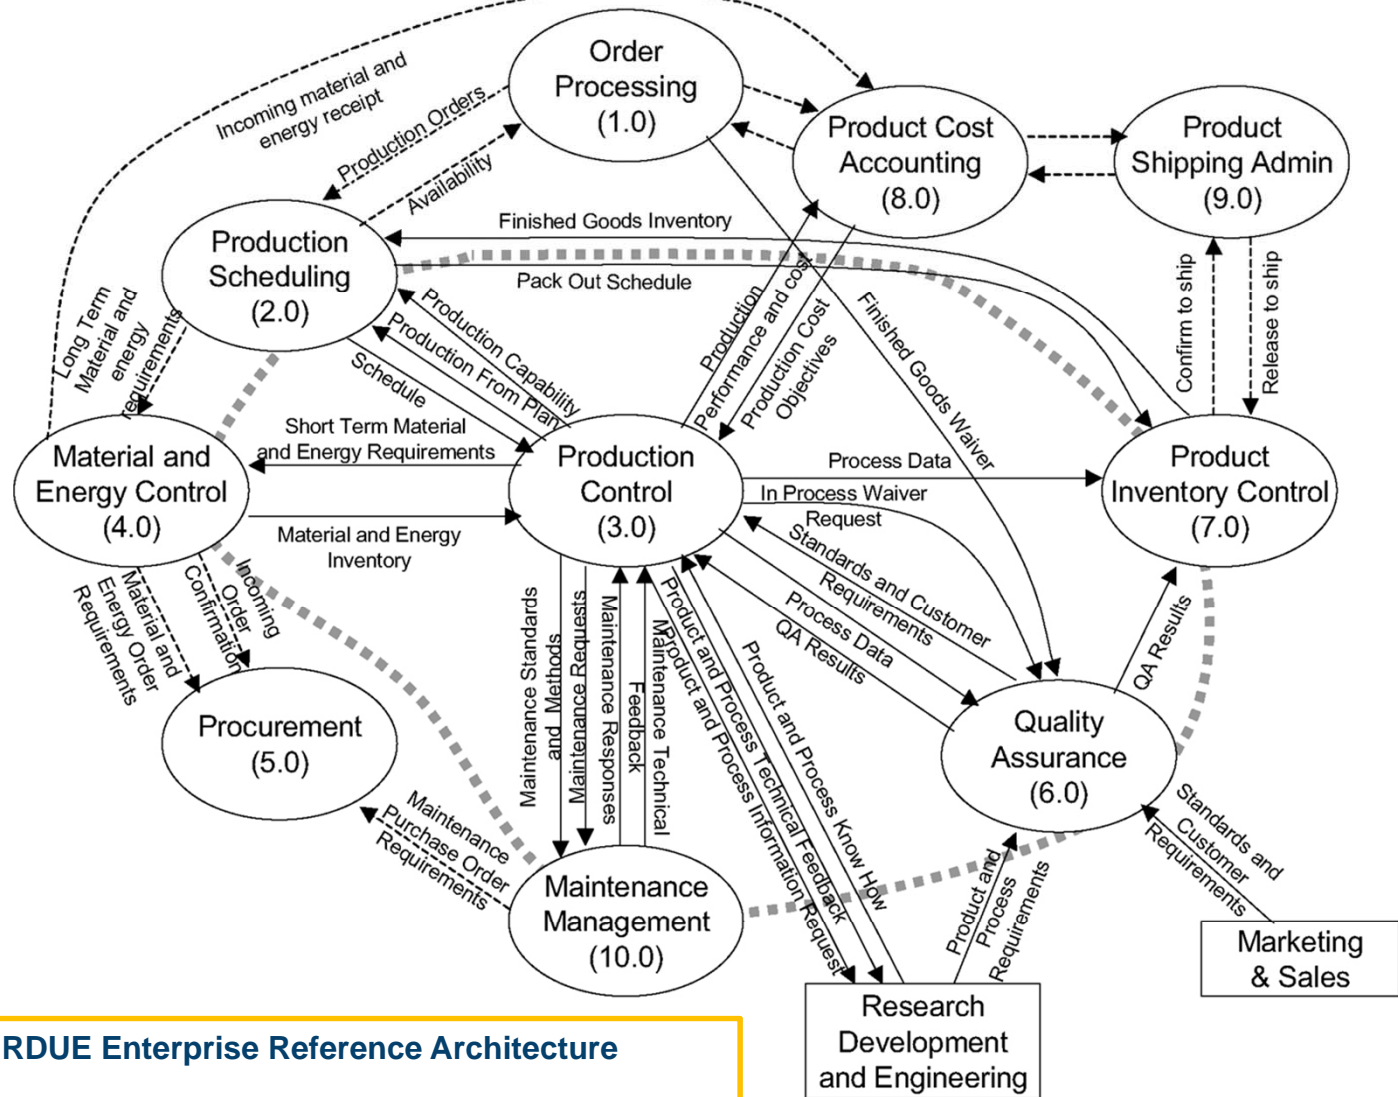 Order
Processing
(1.0)
Product Cost
Accounting
(8.0)
Product
Shipping Admin
(9.0)
Incoming material and
energy receipt
Production Orders
Availability
Production
Scheduling
(2.0)
Finished Goods Inventory
Pack Out Schedule
Long Term
Material and
energy
requirements
Production Capability
Production From Plan
Schedule
Production
Performance and cost
Production Cost
Objectives
Finished Goods Waiver
Confirm to ship
Release to ship
Material and
Energy Control
(4.0)
Short Term Material
and Energy Requirements
Material and Energy
Inventory
Production
Control
(3.0)
Process Data
In Process Waiver
Request
Product
Inventory Control
(7.0)
Standards and Customer
Requirements
Process Data
QA Results
QA Results
Material and
Energy Order
Requirements
Incoming
Order
Confirmation
Procurement
(5.0)
Maintenance Standards
and Methods
Maintenance Requests
Maintenance Responses
Maintenance Technical
Feedback
Product and Process Information Request
Product and Process Technical Feedback
Product and Process Know How
Quality
Assurance
(6.0)
Maintenance
Purchase Order
Requirements
Maintenance
Management
(10.0)
Product and
Process
Requirements
Standards and
Customer
Requirements
Marketing
& Sales
Research
Development
and Engineering
RDUE Enterprise Reference Architecture